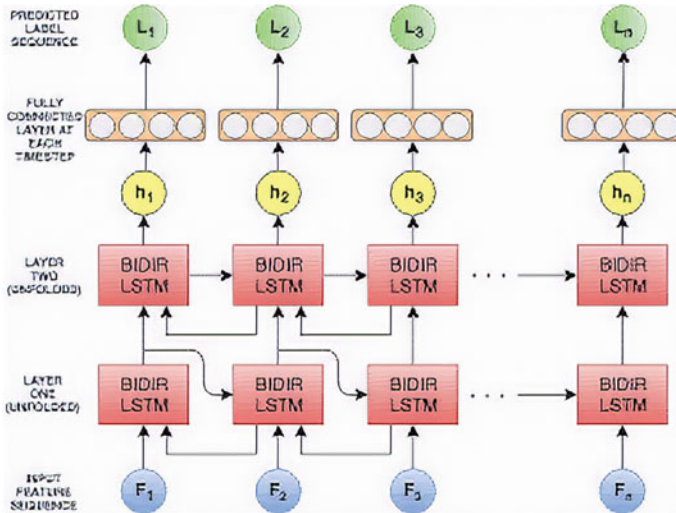 PREDICTED
LABEL
SEQUENCE
L1 L2 L3 Ln
FULLY
CONNECTED
LAYER AT
EACH
TIMESTEP
h1 h2 h3 hn
LAYER
TWO
(UNFOLDED)
BIDIR BIDIR BIDIR BIDIR
LSTM LSTM LSTM . . . LSTM
LAYER
ONE
(UNFOLDED)
BIDIR BIDIR BIDIR BIDIR
LSTM LSTM LSTM . . . LSTM
INPUT
FEATURE
SEQUENCE
F1 F2 F3 Fn